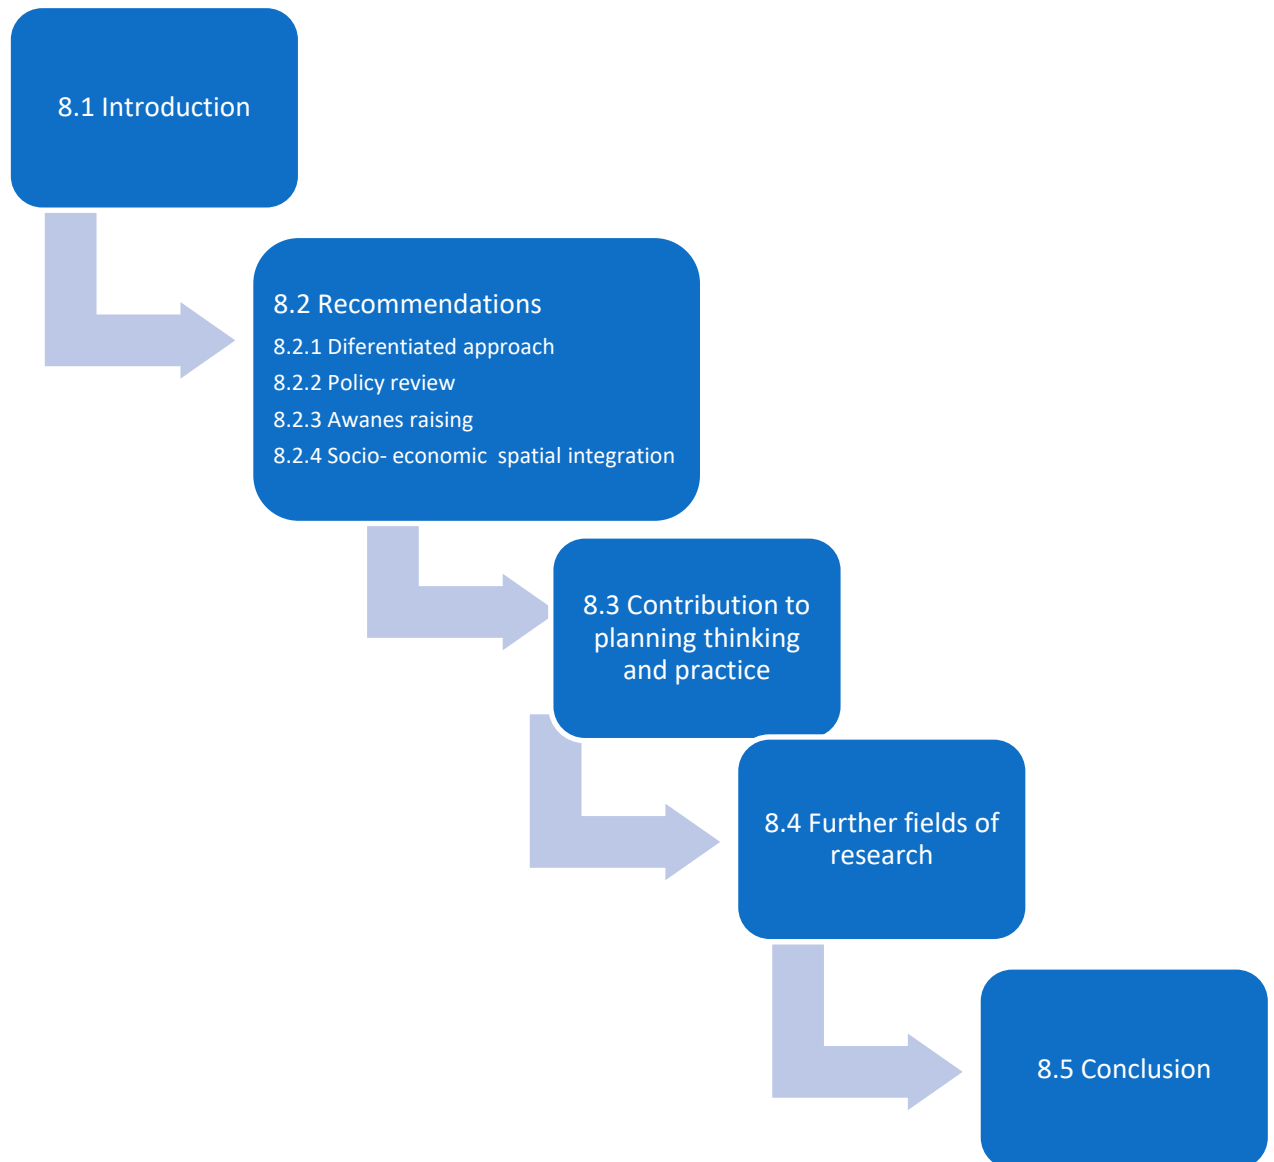 8.1 Introduction
8.2 Recommendations
8.2.1 Diferentiated approach
8.2.2 Policy review
8.2.3 Awanes raising
8.2.4 Socio- economic  spatial integration
8.3 Contribution to
planning thinking
and practice
8.4 Further fields of
research
8.5 Conclusion